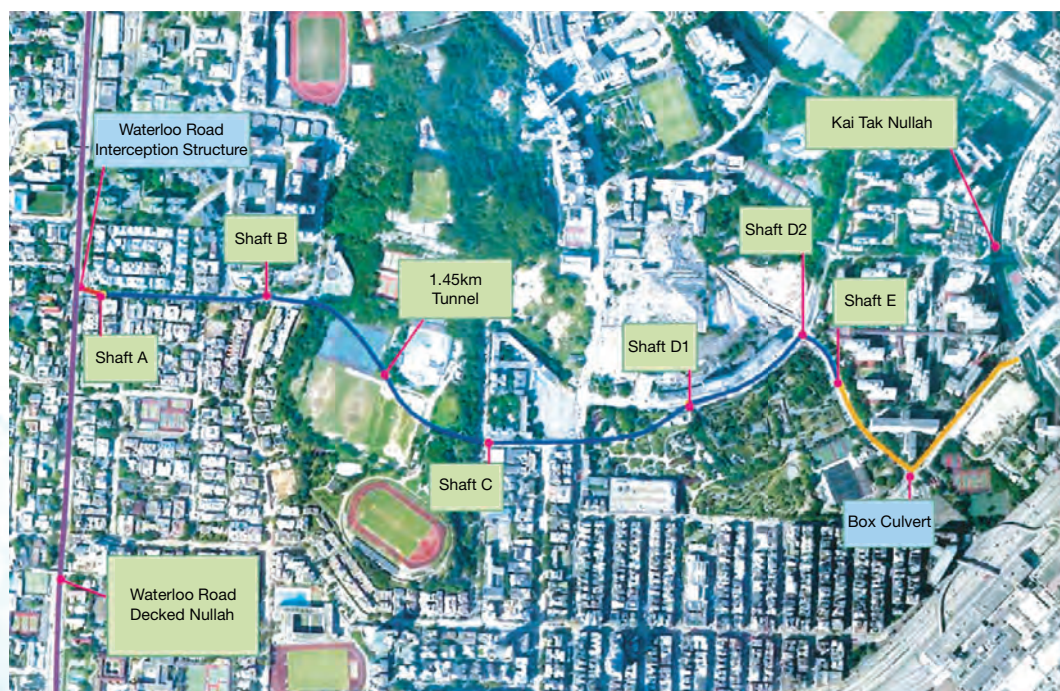 Waterloo Road
Interception Structure
Kai Tak Nullah
Shaft B
Shaft D2
1.45km
Tunnel
Shaft E
Shaft A
Shaft D1
Shaft C
Box Culvert
Waterloo Road
Decked Nullah